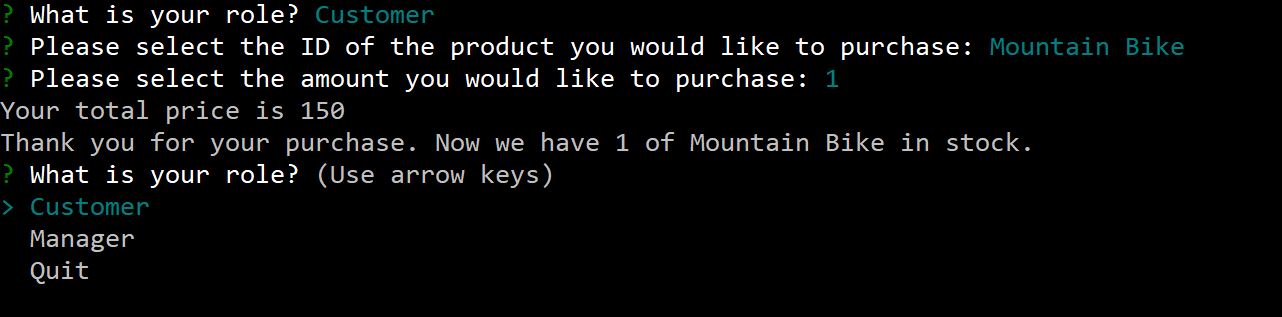 ? What is your role? Customer
? Please select the ID of the product you would like to purchase: Mountain Bike
? Please select the amount you would like to purchase: 1
Your total price is 150
Thank you for your purchase. Now we have 1 of Mountain Bike in stock.
? What is your role? (Use arrow keys)
> Customer
  Manager
  Quit